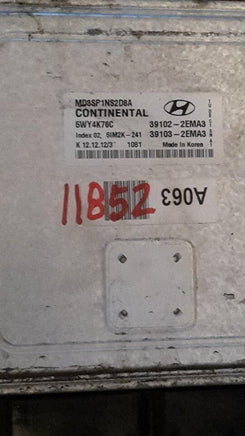 MD3SP1NS2D8A
CONTINENTAL
5WY4K76C 39102-2EMA3
Index 02, SIM2K-241 39103-2EMA3
K 12.12.12/3 1081 Made in Korea
11852
A063